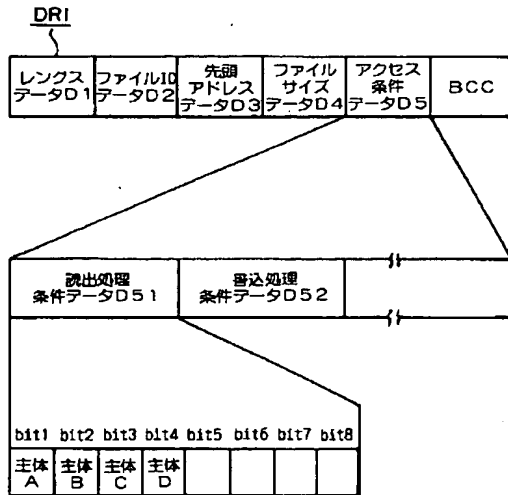 DRI
レングス
データD1
ファイルID
データD2
先頭
アドレス
データD3
ファイル
サイズ
データD4
アクセス
条件
データD5
BCC
読出処理
条件データD51
書込処理
条件データD52
bit1 bit2 bit3 bit4 bit5 bit6 bit7 bit8
主体
A
主体
B
主体
C
主体
D